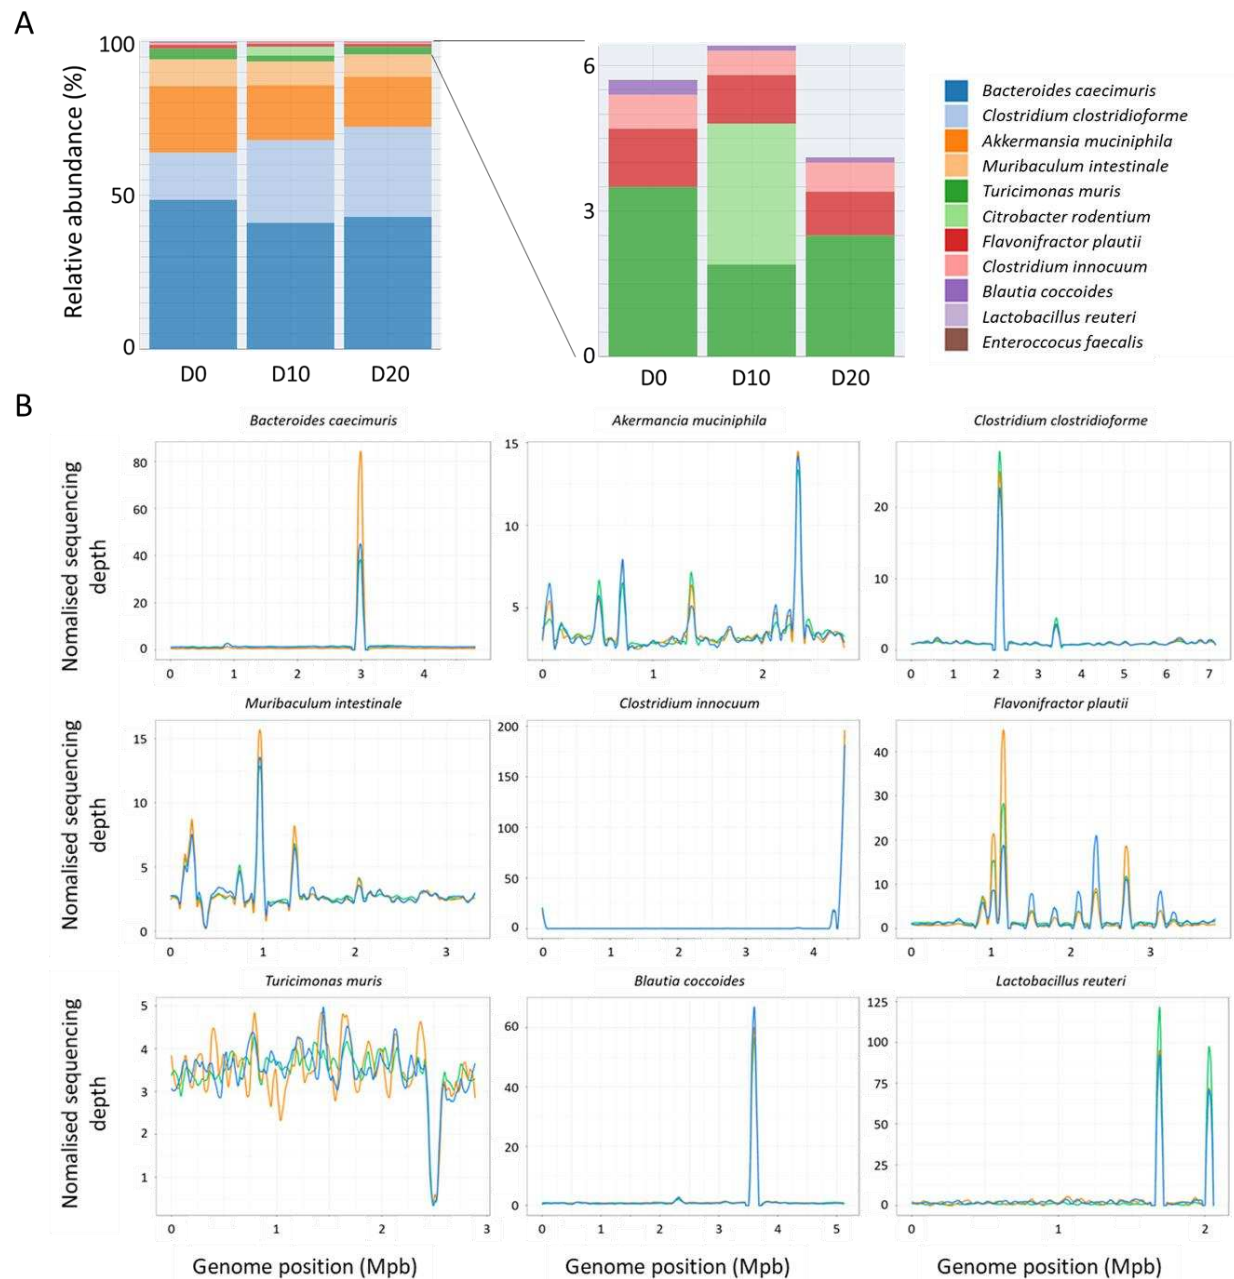 A
Relative abundance (%)
100
50
0
D0
D10
D20
6
3
0
D0
D10
D20
Bacteroides caecimuris
Clostridium clostridioforme
Akkermansia muciniphila
Muribaculum intestinale
Turicimonas muris
Citrobacter rodentium
Flavonifractor plautii
Clostridium innocuum
Blautia coccoides
Lactobacillus reuteri
Enteroccocus faecalis
B
Bacteroides caecimuris
Akermancia muciniphila
Clostridium clostridioforme
Nomalised sequencing
depth
80
60
40
20
0
0 1 2 3 4
15
10
5
0 1 2
20
10
0
0 1 2 3 4 5 6 7
Muribaculum intestinale
Clostridium innocuum
Flavonifractor plautii
Nomalised sequencing
depth
15
10
5
0
0 1 2 3
200
150
100
50
0
0 1 2 3 4
40
30
20
10
0
0 1 2 3
Turicimonas muris
Blautia coccoides
Lactobacillus reuteri
Nomalised sequencing
depth
5
4
3
2
1
0 1 2 3
60
40
20
0
0 1 2 3 4 5
125
100
75
50
25
0
0 1 2
Genome position (Mpb)
Genome position (Mpb)
Genome position (Mpb)